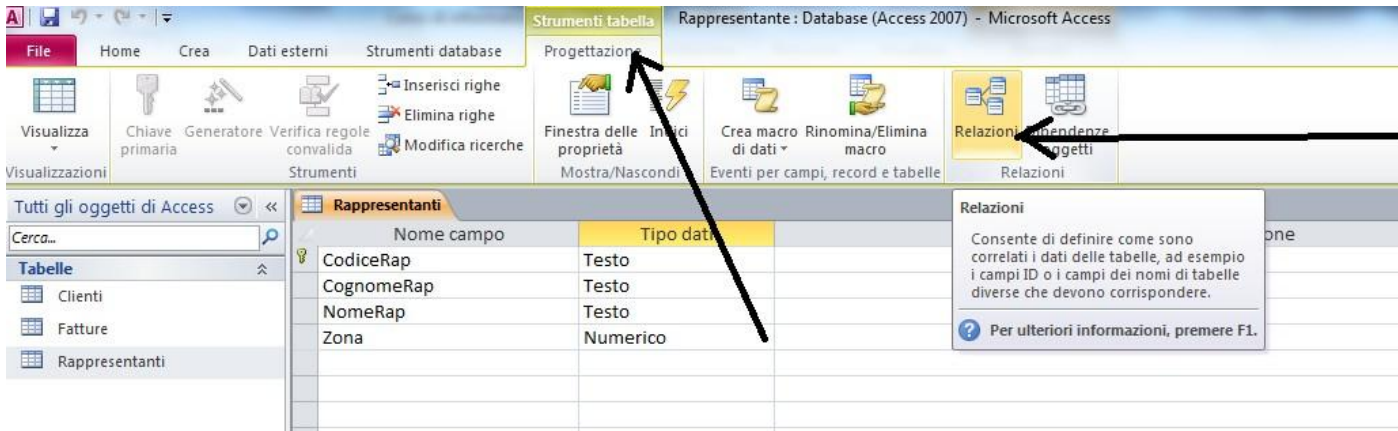 A
Strumenti tabella
Rappresentante : Database (Access 2007) - Microsoft Access
File Home Crea Dati esterni Strumenti database Progettazione
Inserisci righe
Elimina righe
Modifica ricerche
Visualizza
Chiave primaria
Generatore
Verifica regole convalida
Finestra delle proprietà
Indici
Crea macro di dati
Rinomina/Elimina macro
Relazioni
Visualizzazioni Strumenti Mostra/Nascondi Eventi per campi, record e tabelle Relazioni
Tutti gli oggetti di Access
Cerca...
Tabelle
Clienti
Fatture
Rappresentanti
Rappresentanti
Nome campo Tipo dati
CodiceRap Testo
CognomeRap Testo
NomeRap Testo
Zona Numerico
Relazioni
Consente di definire come sono
correlati i dati delle tabelle, ad esempio
i campi ID o i campi dei nomi di tabelle
diverse che devono corrispondere.
Per ulteriori informazioni, premere F1.